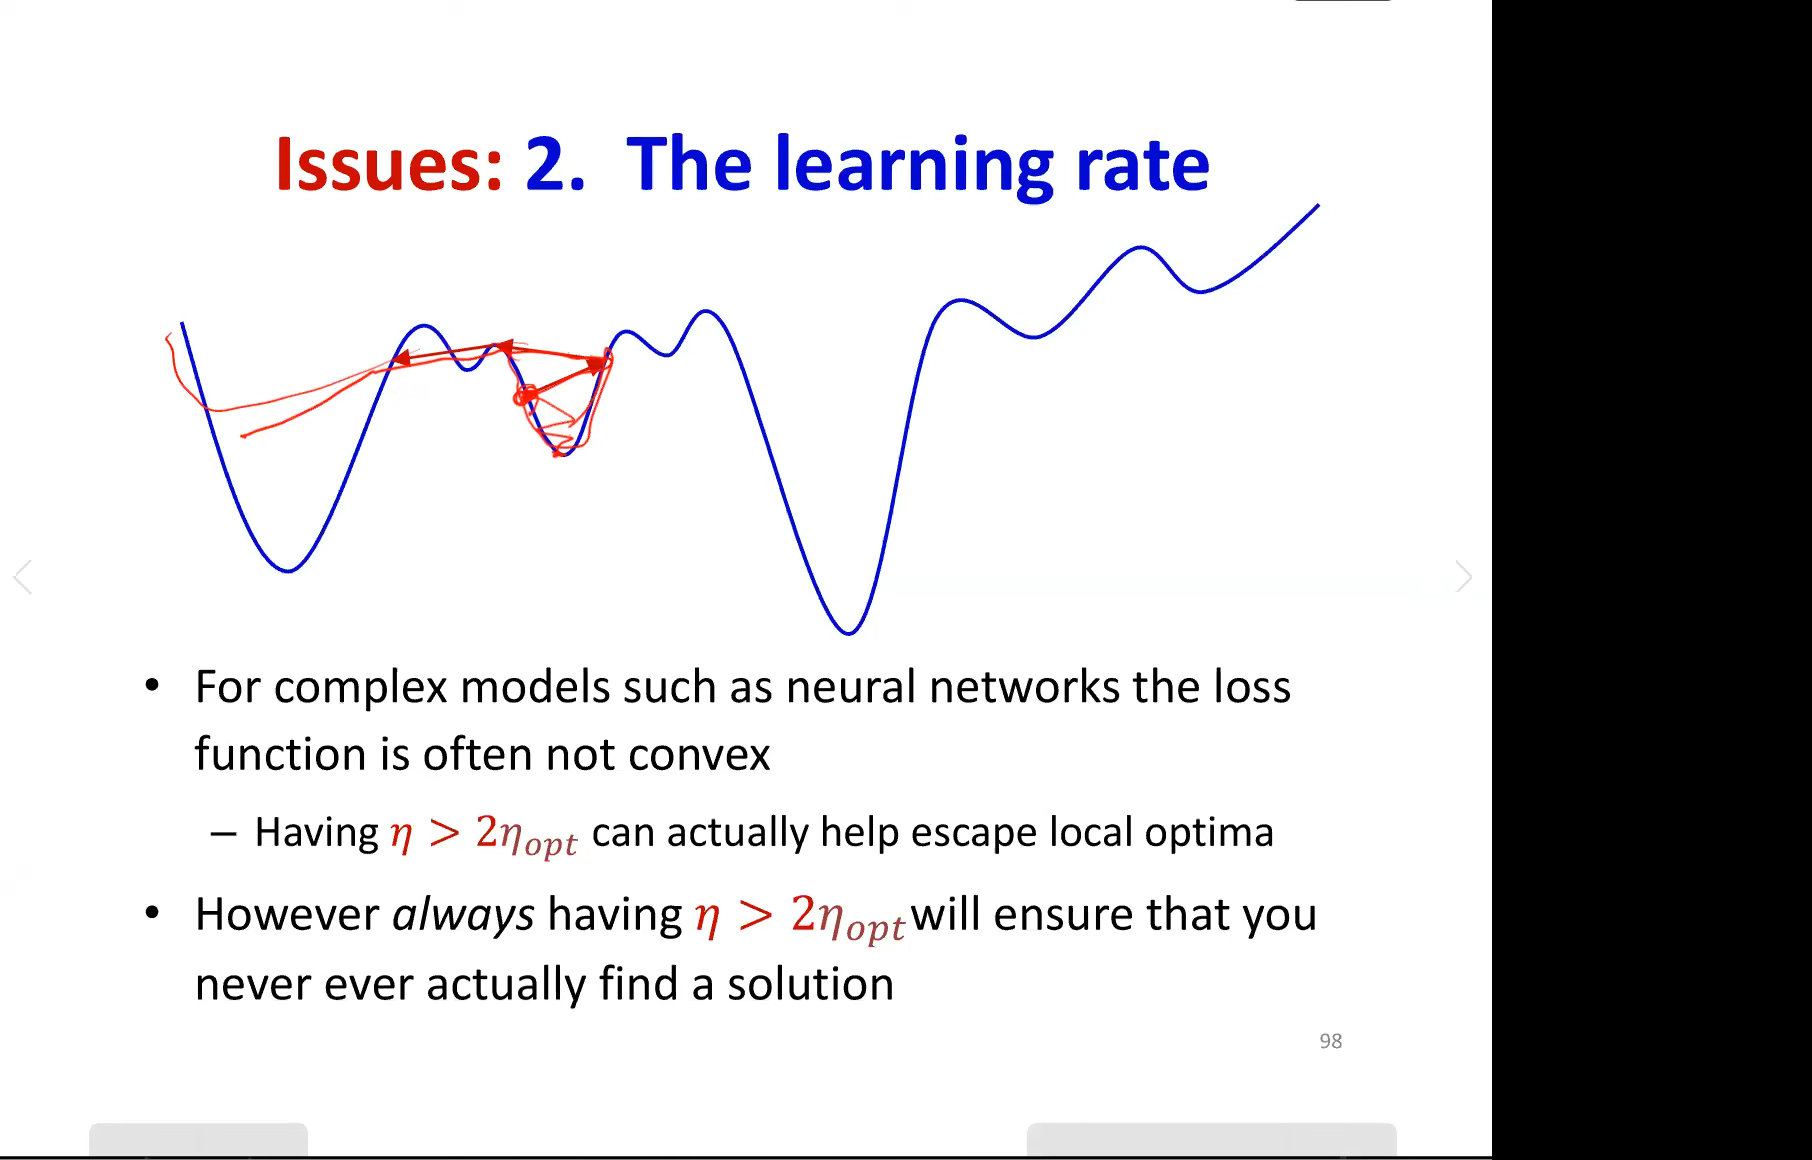 Issues: 2. The learning rate
• For complex models such as neural networks the loss
function is often not convex
– Having η > 2η_opt can actually help escape local optima
• However always having η > 2η_opt will ensure that you
never ever actually find a solution
98